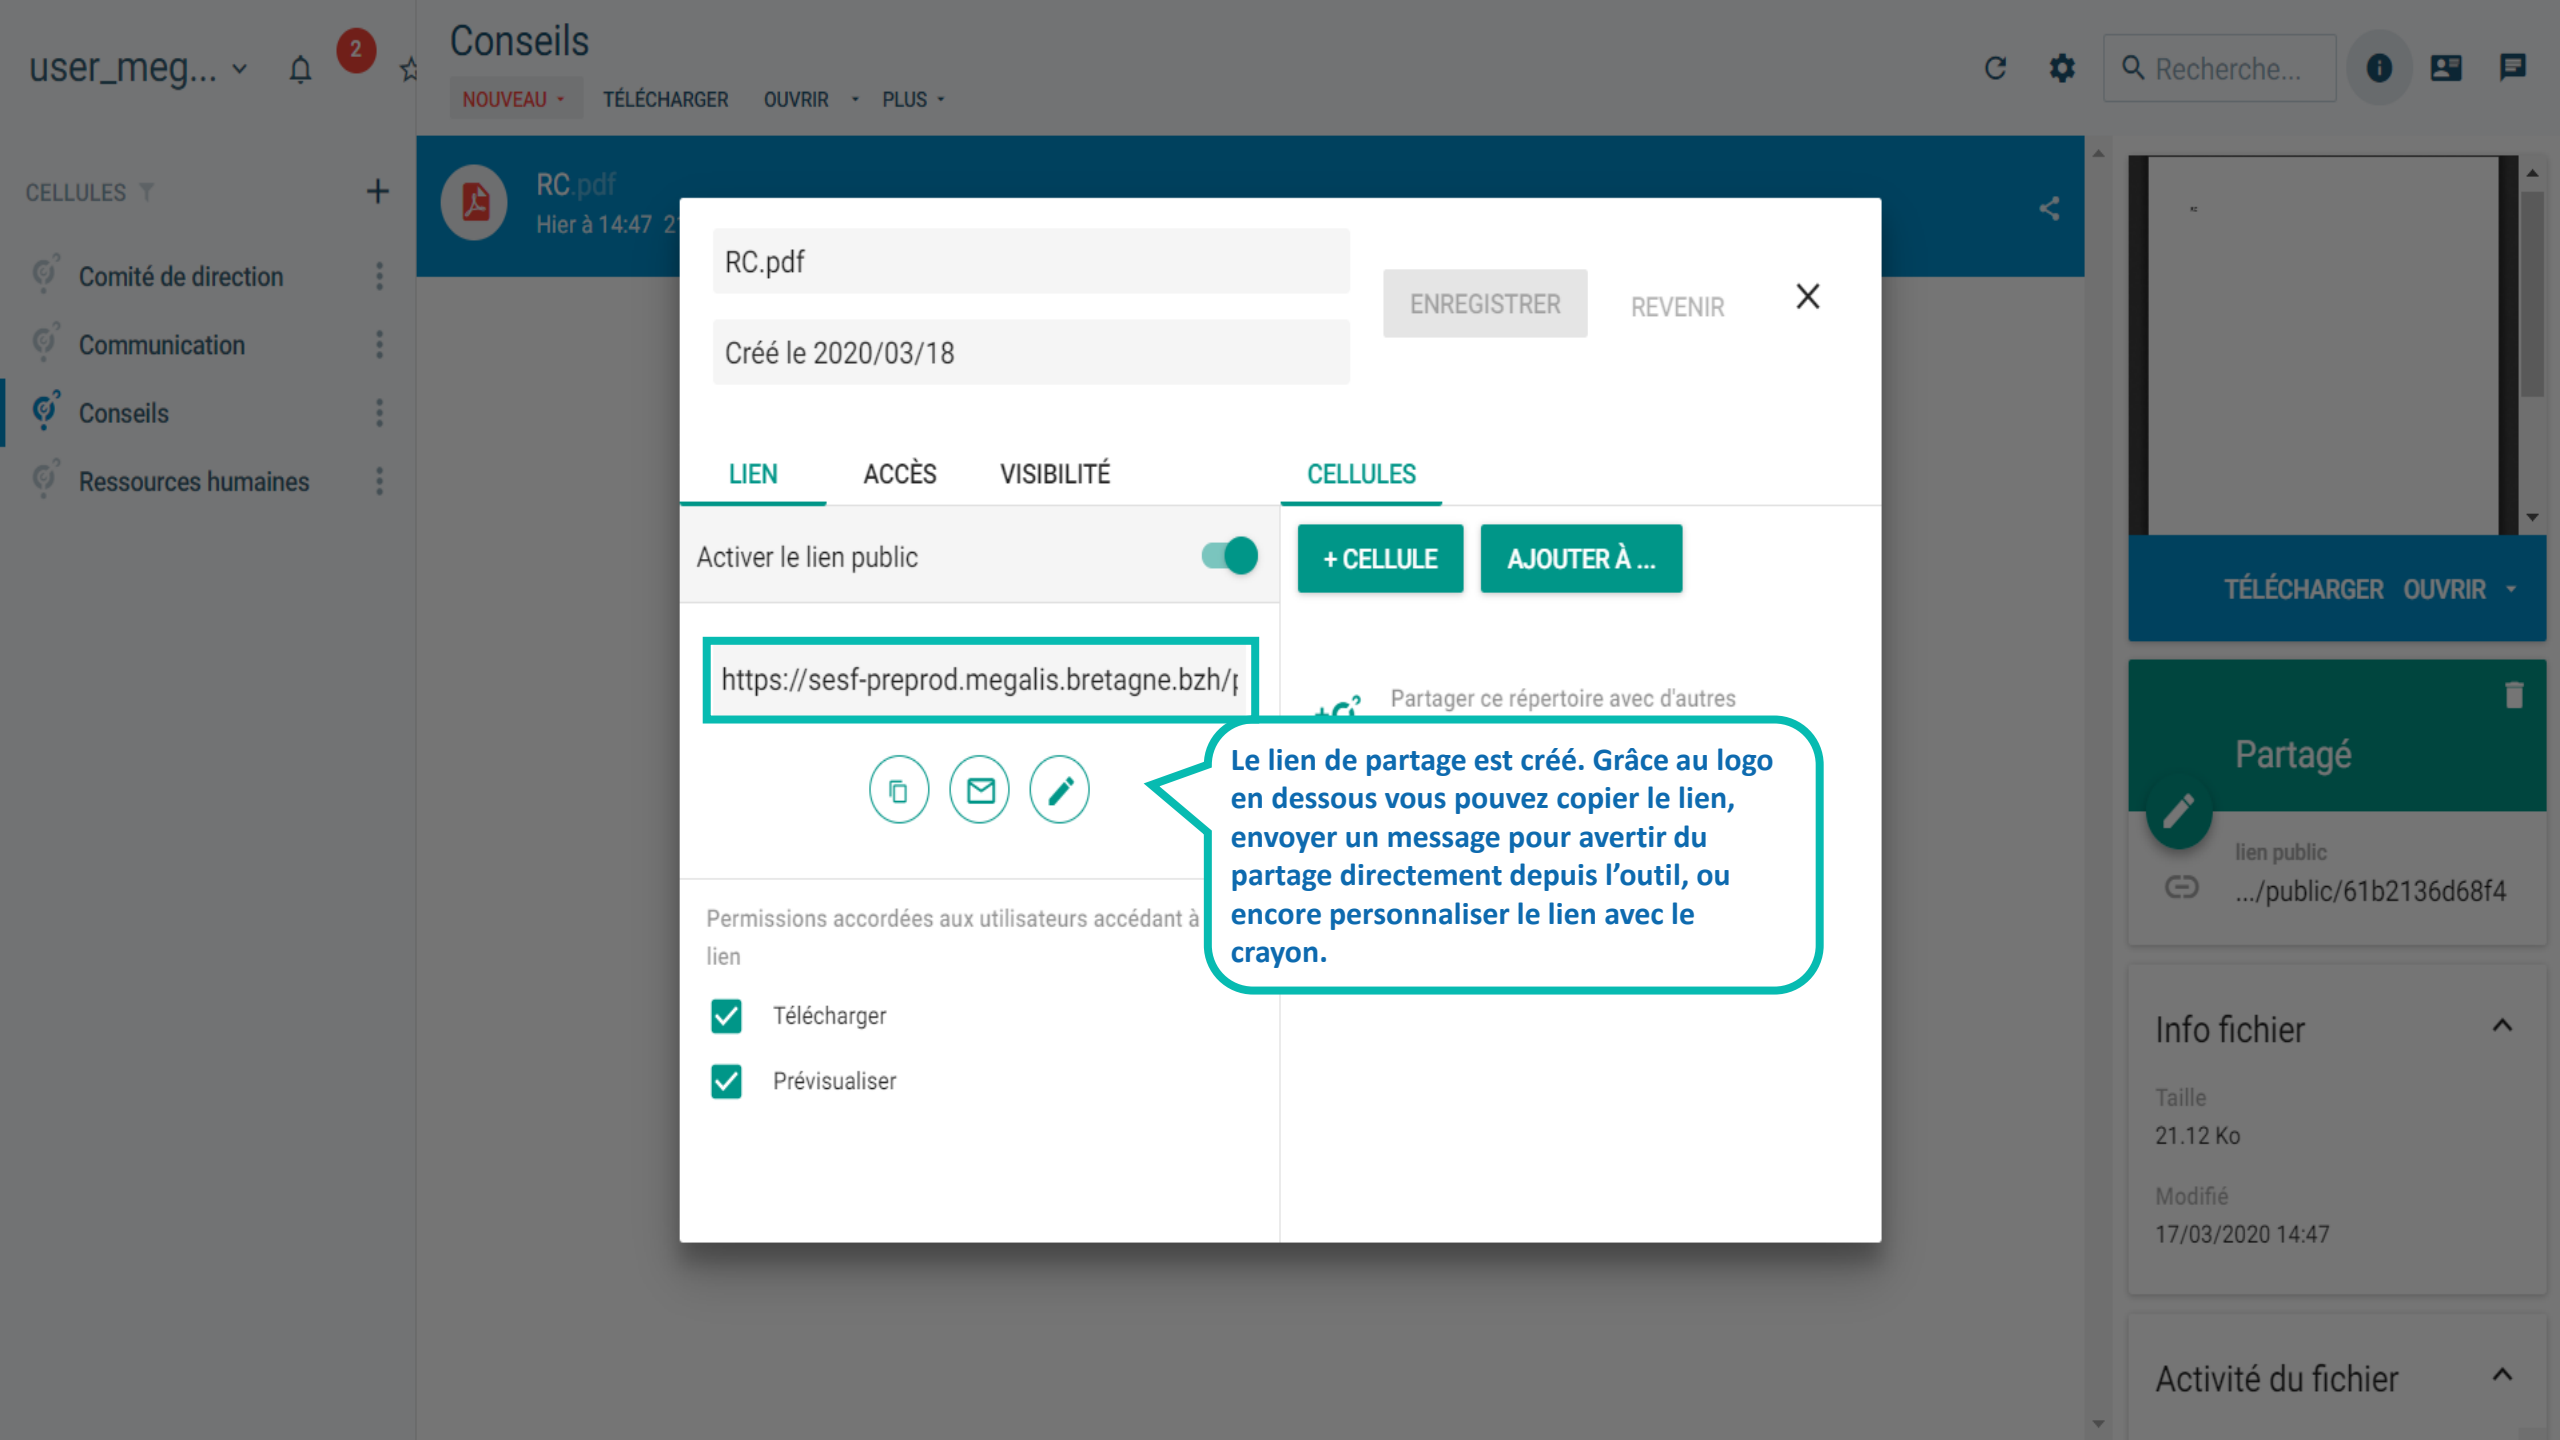 user_meg...
2
Conseils
NOUVEAU
TÉLÉCHARGER
OUVRIR
PLUS
Recherche...
CELLULES
+
Comité de direction
Communication
Conseils
Ressources humaines
RC.pdf
Hier à 14:47 2
RC.pdf
Créé le 2020/03/18
ENREGISTRER
REVENIR
LIEN
ACCÈS
VISIBILITÉ
CELLULES
Activer le lien public
+ CELLULE
AJOUTER À ...
https://sesf-preprod.megalis.bretagne.bzh/p
Partager ce répertoire avec d'autres
Le lien de partage est créé. Grâce au logo
en dessous vous pouvez copier le lien,
envoyer un message pour avertir du
partage directement depuis l’outil, ou
encore personnaliser le lien avec le
crayon.
Permissions accordées aux utilisateurs accédant à
lien
Télécharger
Prévisualiser
TÉLÉCHARGER
OUVRIR
Partagé
lien public
.../public/61b2136d68f4
Info fichier
Taille
21.12 Ko
Modifié
17/03/2020 14:47
Activité du fichier